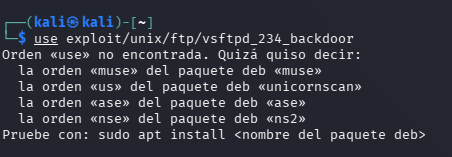 ┌──(kali㉿kali)-[~]
└─$ use exploit/unix/ftp/vsftpd_234_backdoor
Orden «use» no encontrada. Quizá quiso decir:
  la orden «muse» del paquete deb «muse»
  la orden «us» del paquete deb «unicornscan»
  la orden «ase» del paquete deb «ase»
  la orden «nse» del paquete deb «ns2»
Pruebe con: sudo apt install <nombre del paquete deb>